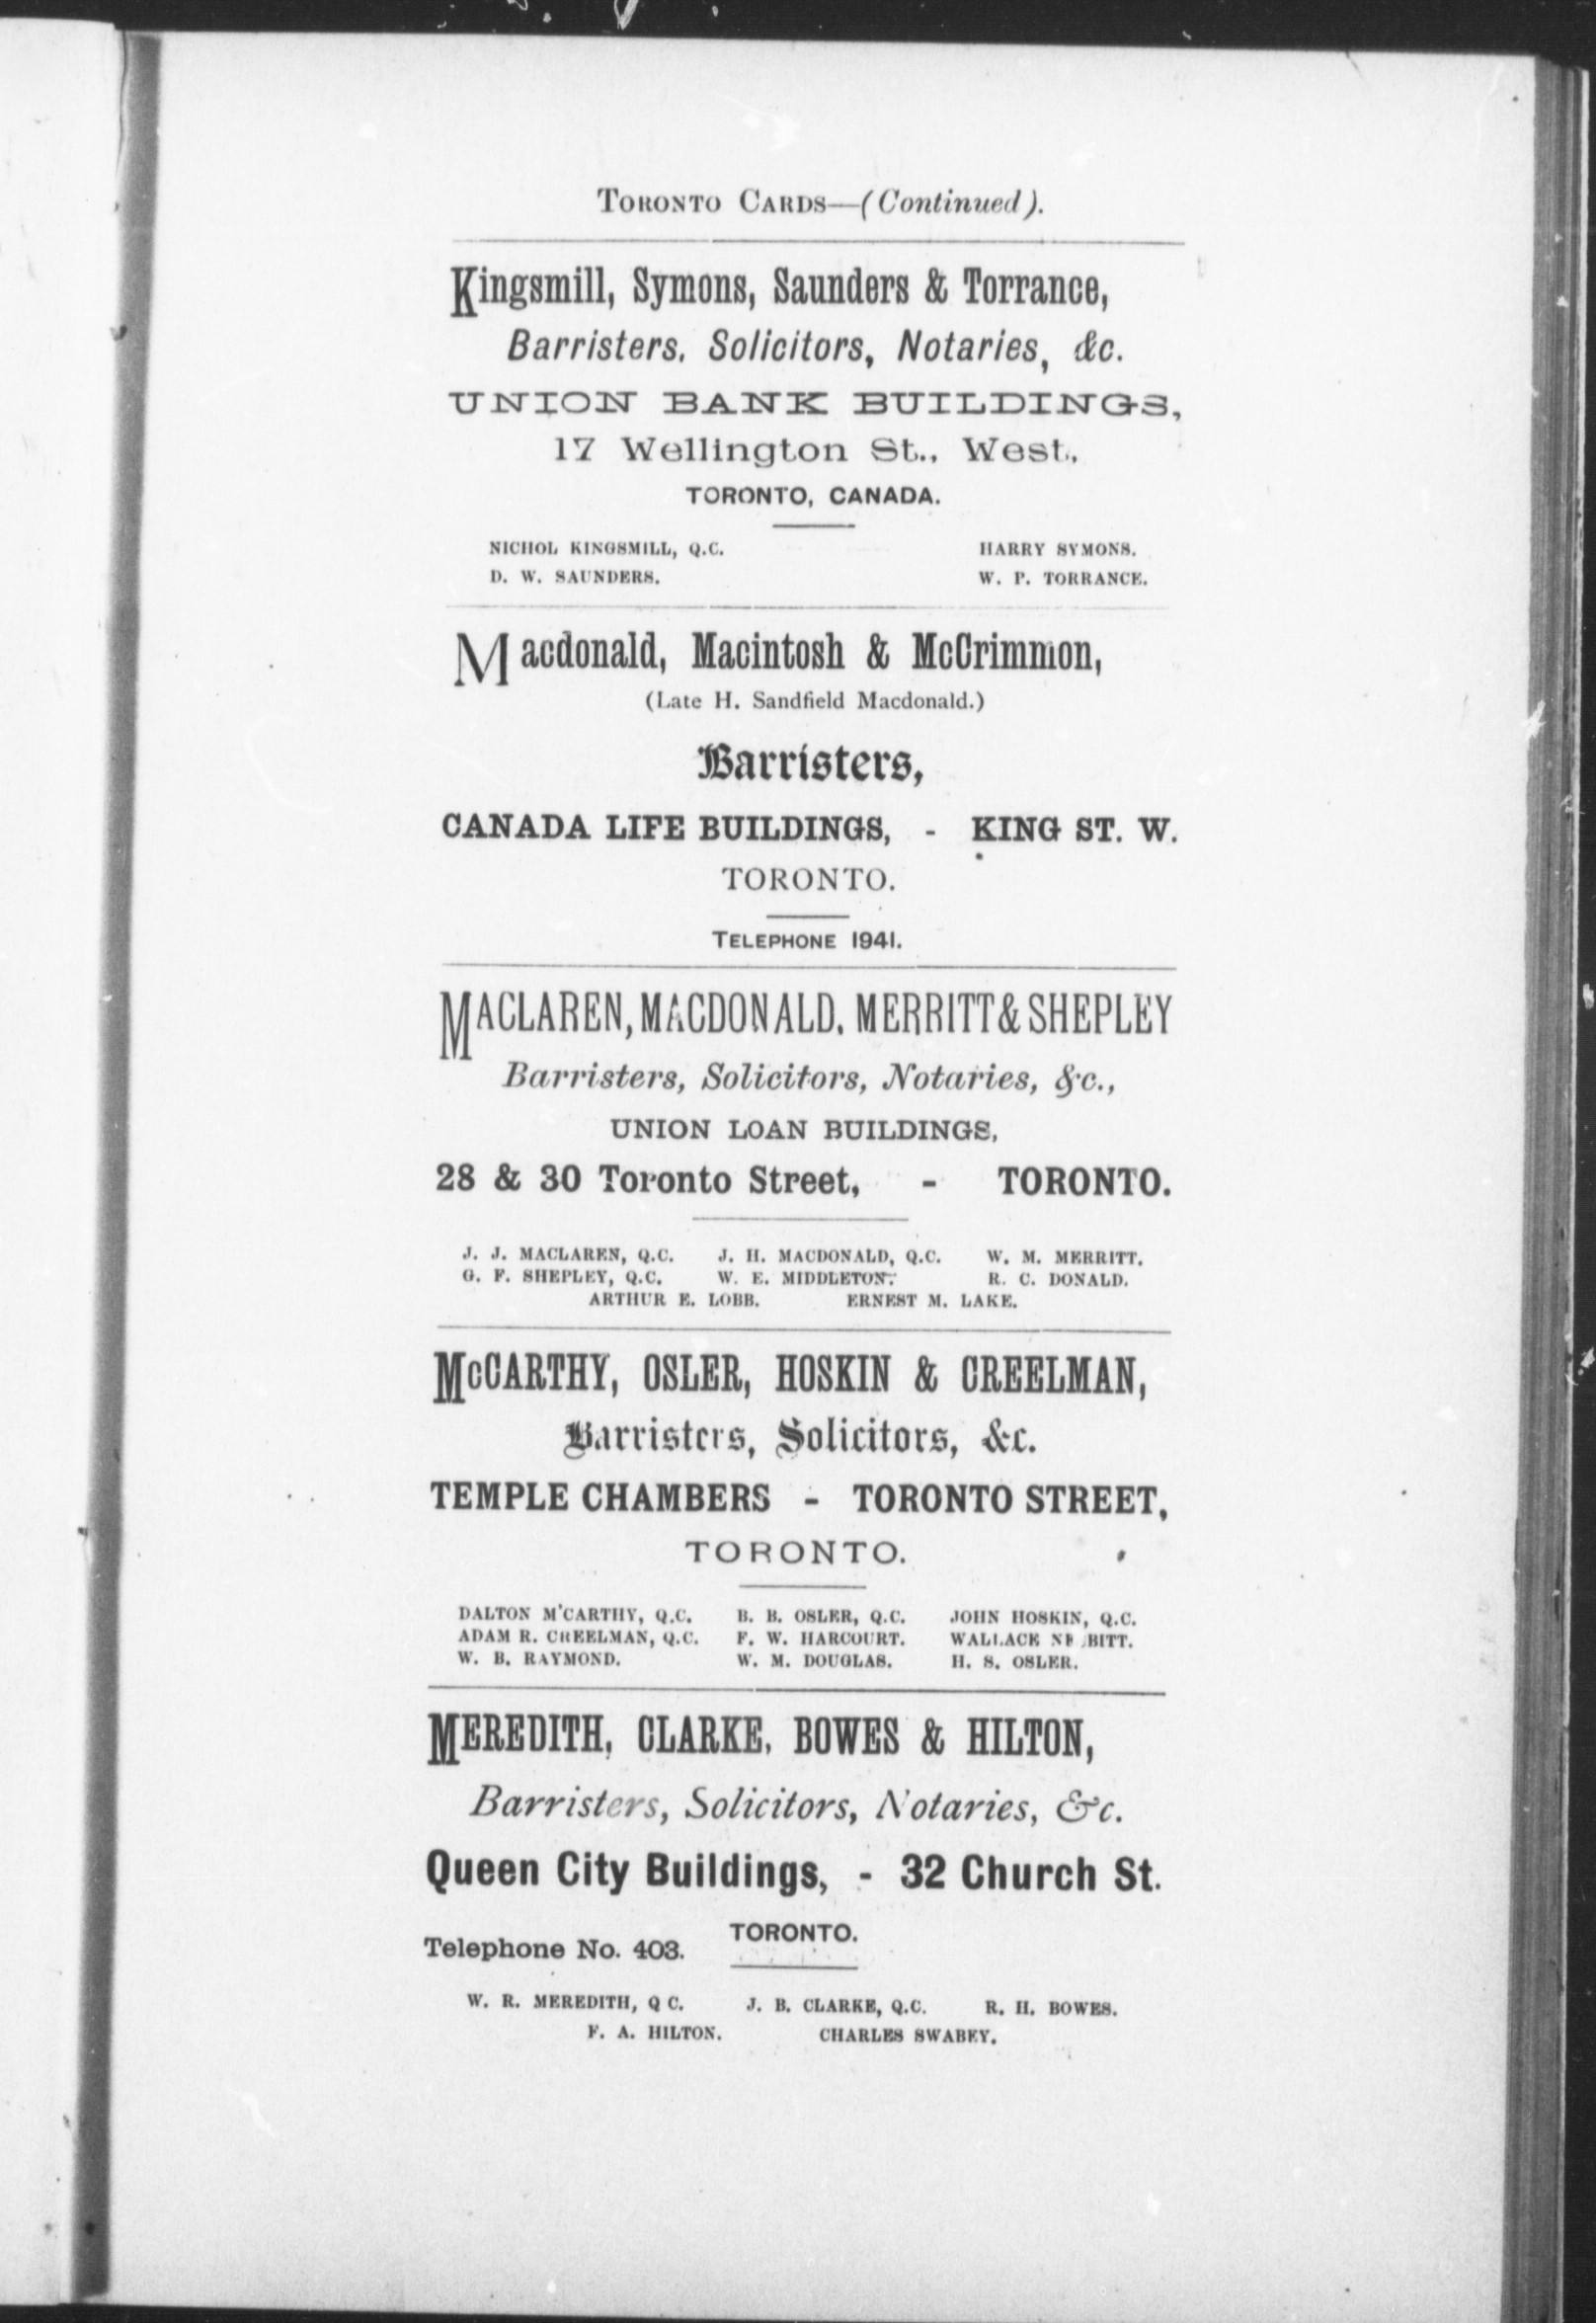 TORONTO CARDS—(Continued).
Kingsmill, Symons, Saunders & Torrance,
Barristers, Solicitors, Notaries, &c.
UNION BANK BUILDINGS,
17 Wellington St., West,
TORONTO, CANADA.
NICHOL KINGSMILL, Q.C. HARRY SYMONS.
D. W. SAUNDERS. W. P. TORRANCE.
Macdonald, Macintosh & McCrimmon,
(Late H. Sandfield Macdonald.)
Barristers,
CANADA LIFE BUILDINGS, - KING ST. W.
TORONTO.
TELEPHONE 1941.
MACLAREN, MACDONALD, MERRITT & SHEPLEY
Barristers, Solicitors, Notaries, &c.,
UNION LOAN BUILDINGS,
28 & 30 Toronto Street, - TORONTO.
J. J. MACLAREN, Q.C. J. H. MACDONALD, Q.C. W. M. MERRITT.
G. F. SHEPLEY, Q.C. W. E. MIDDLETON. R. C. DONALD.
ARTHUR E. LOBB. ERNEST M. LAKE.
McCARTHY, OSLER, HOSKIN & CREELMAN,
Barristers, Solicitors, &c.
TEMPLE CHAMBERS - TORONTO STREET,
TORONTO.
DALTON M'CARTHY, Q.C. B. B. OSLER, Q.C. JOHN HOSKIN, Q.C.
ADAM R. CREELMAN, Q.C. F. W. HARCOURT. WALLACE NESBITT.
W. B. RAYMOND. W. M. DOUGLAS. H. S. OSLER.
MEREDITH, CLARKE, BOWES & HILTON,
Barristers, Solicitors, Notaries, &c.
Queen City Buildings, - 32 Church St.
TORONTO.
Telephone No. 403.
W. R. MEREDITH, Q C. J. B. CLARKE, Q.C. R. H. BOWES.
F. A. HILTON. CHARLES SWABEY.